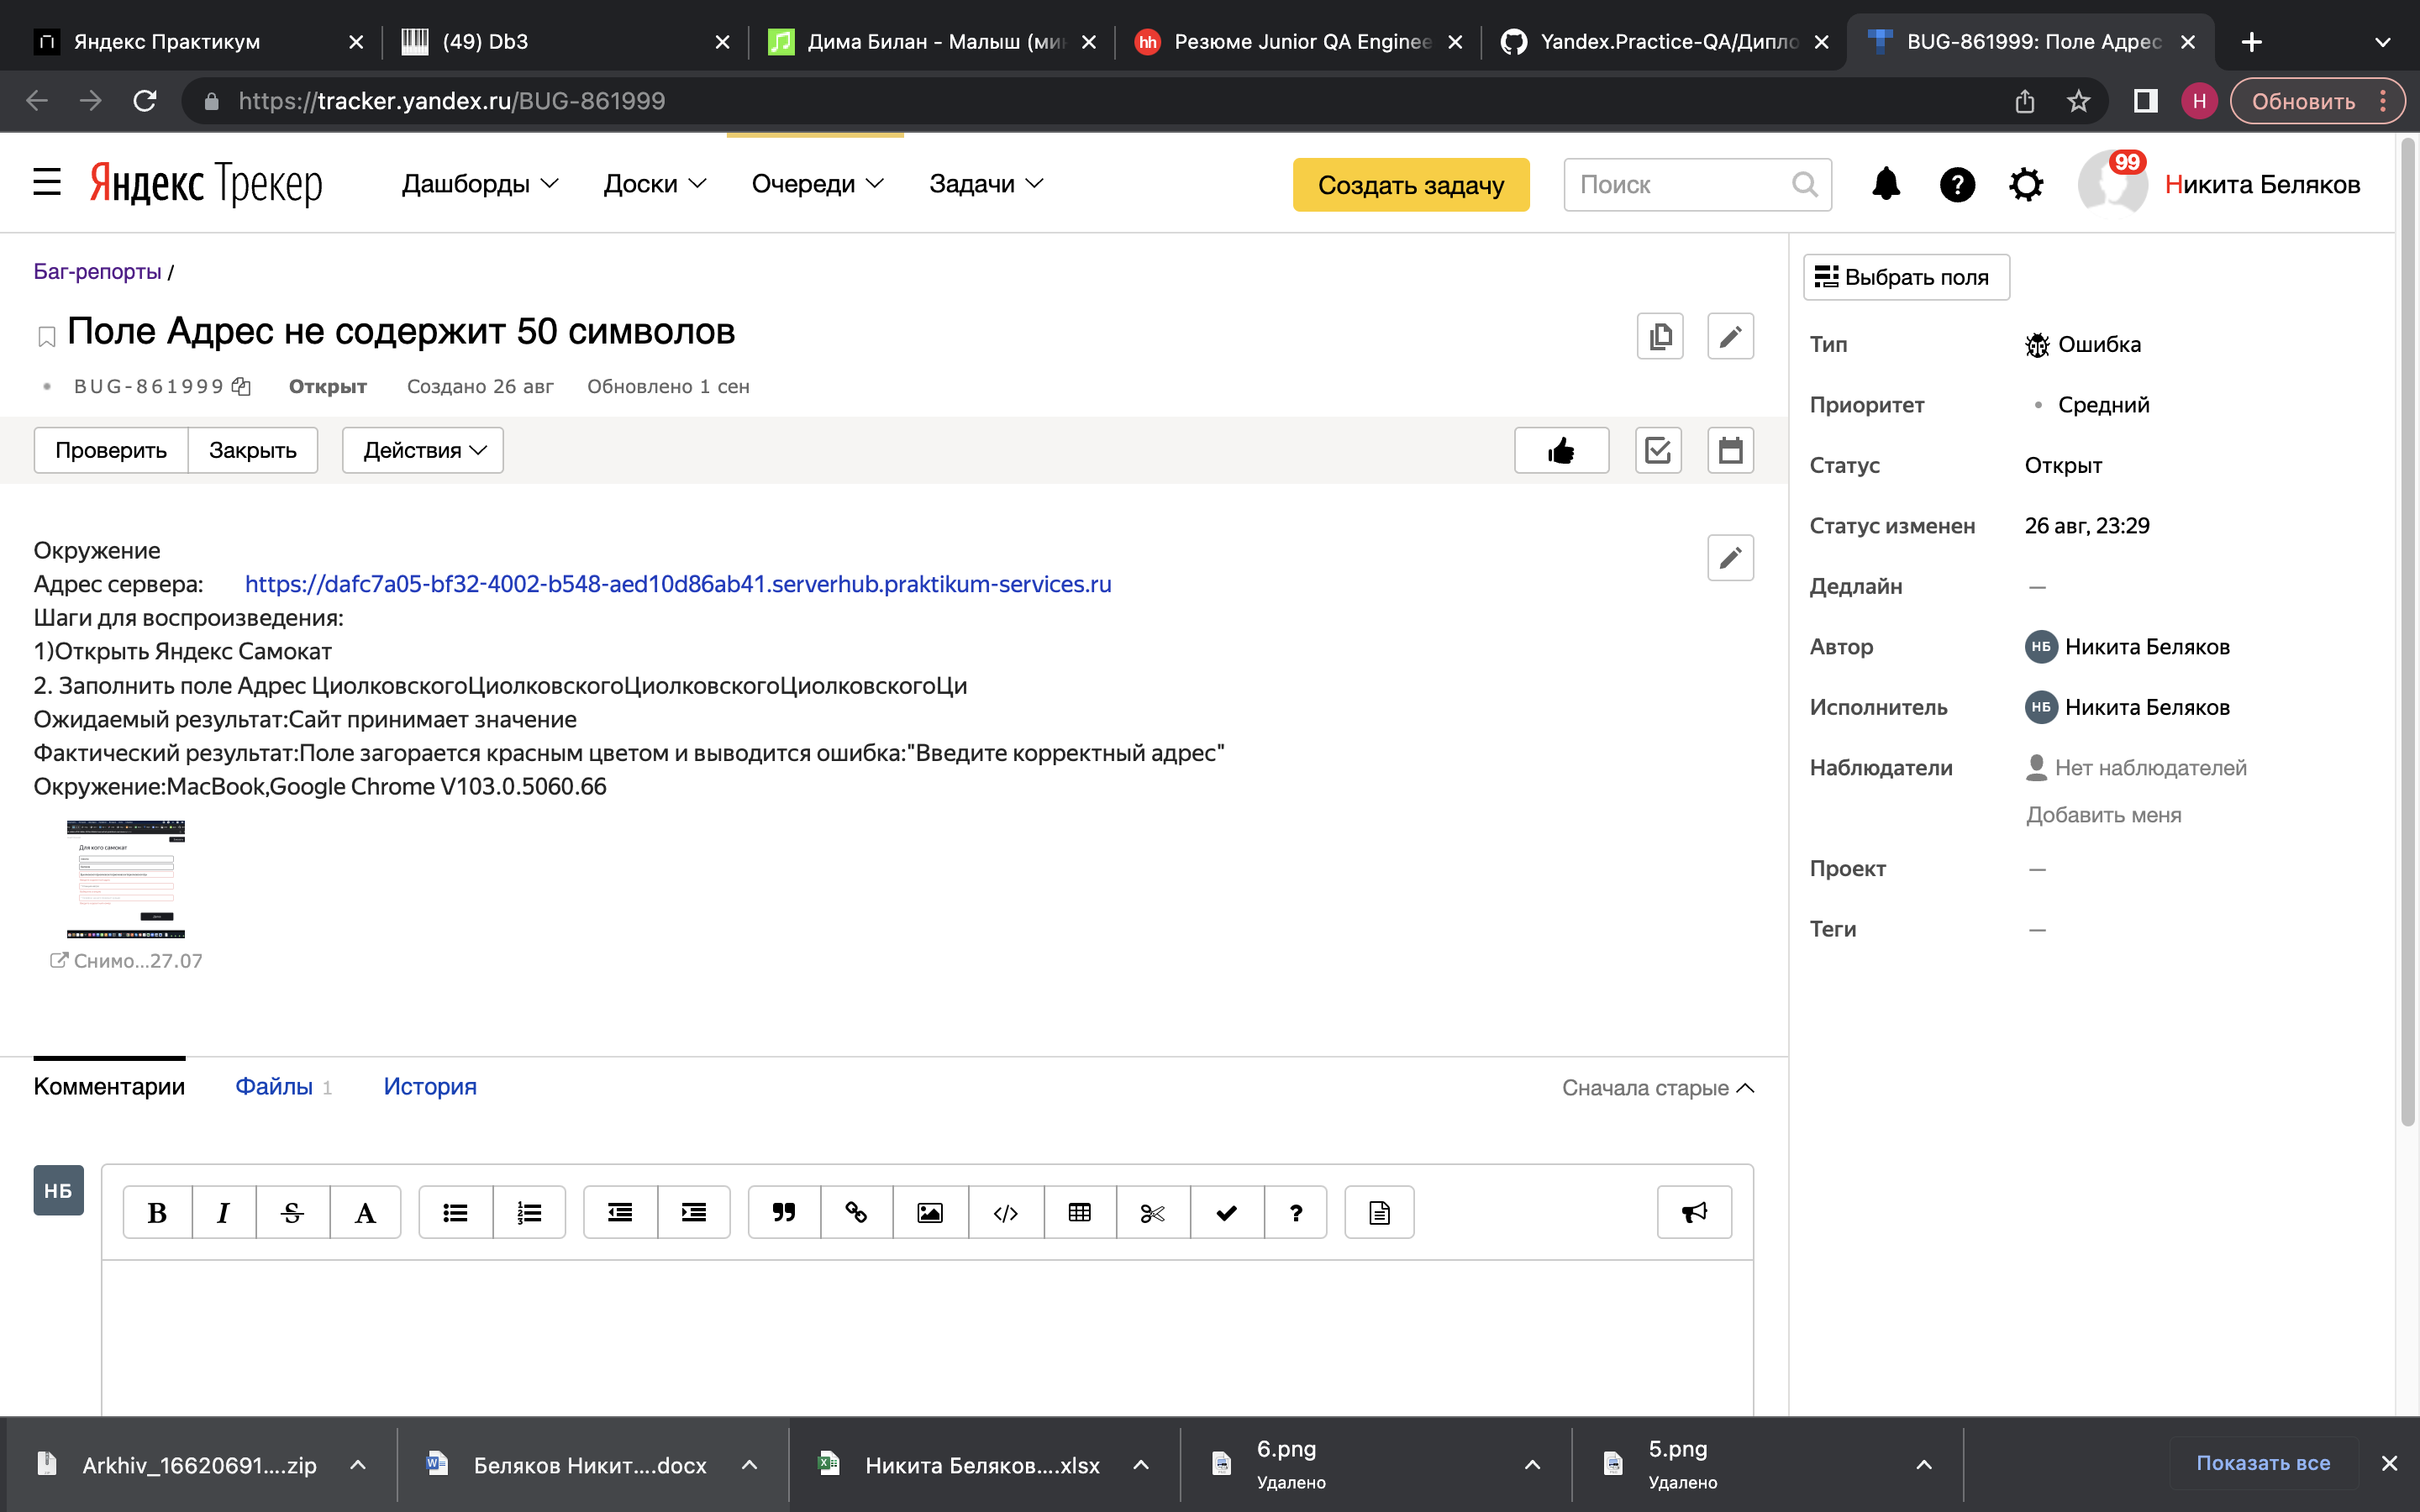 Яндекс Практикум
(49) Db3
Дима Билан - Малыш (ми
hh Резюме Junior QA Enginee
Yandex.Practice-QA/Дипло
BUG-861999: Поле Адрес
https://tracker.yandex.ru/BUG-861999
Н
Обновить
Яндекс Трекер
Дашборды
Доски
Очереди
Задачи
Создать задачу
Поиск
?
99
Никита Беляков
Баг-репорты /
Поле Адрес не содержит 50 символов
BUG-861999
Открыт
Создано 26 авг
Обновлено 1 сен
Проверить
Закрыть
Действия
Окружение
Адрес сервера: https://dafc7a05-bf32-4002-b548-aed10d86ab41.serverhub.praktikum-services.ru
Шаги для воспроизведения:
1)Открыть Яндекс Самокат
2. Заполнить поле Адрес ЦиолковскогоЦиолковскогоЦиолковскогоЦиолковскогоЦи
Ожидаемый результат:Сайт принимает значение
Фактический результат:Поле загорается красным цветом и выводится ошибка:"Введите корректный адрес"
Окружение:MacBook,Google Chrome V103.0.5060.66
Для кого самокат
Снимо...27.07
Выбрать поля
Тип Ошибка
Приоритет Средний
Статус Открыт
Статус изменен 26 авг, 23:29
Дедлайн —
Автор НБ Никита Беляков
Исполнитель НБ Никита Беляков
Наблюдатели Нет наблюдателей
Добавить меня
Проект —
Теги —
Комментарии
Файлы 1
История
Сначала старые
НБ
B I S A
?
Arkhiv_16620691....zip
Беляков Никит....docx
Никита Беляков....xlsx
6.png
Удалено
5.png
Удалено
Показать все